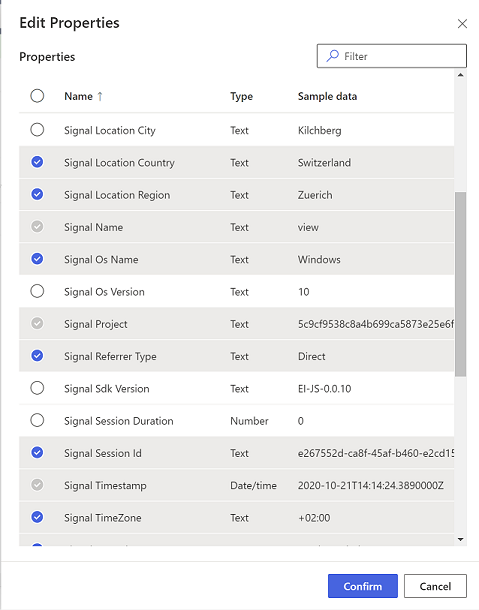 Edit Properties
Properties
Filter
Name ↑ Type Sample data
Signal Location City Text Kilchberg
Signal Location Country Text Switzerland
Signal Location Region Text Zuerich
Signal Name Text view
Signal Os Name Text Windows
Signal Os Version Text 10
Signal Project Text 5c9cf9538c8a4b699ca5873e25e6f
Signal Referrer Type Text Direct
Signal Sdk Version Text EI-JS-0.0.10
Signal Session Duration Number 0
Signal Session Id Text e267552d-ca8f-45af-b460-e2cd15
Signal Timestamp Date/time 2020-10-21T14:14:24.3890000Z
Signal TimeZone Text +02:00
Confirm Cancel